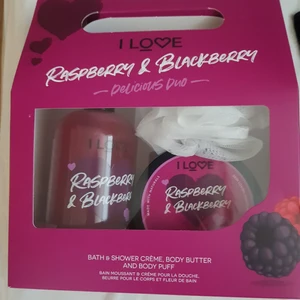 I LOVE
RASPBERRY & BLACKBERRY
— DELICIOUS DUO —
I LOVE
RASPBERRY
& BLACKBERRY
I LOVE
RASPBERRY
& BLACKBERRY
BATH & SHOWER CRÈME, BODY BUTTER
AND BODY PUFF
BAIN MOUSSANT & CRÈME POUR LA DOUCHE,
BEURRE POUR LE CORPS ET FLEUR DE BAIN